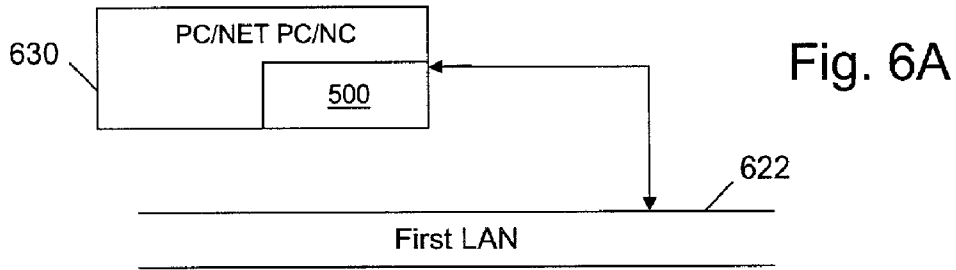 PC/NET PC/NC
630
500
Fig. 6A
622
First LAN